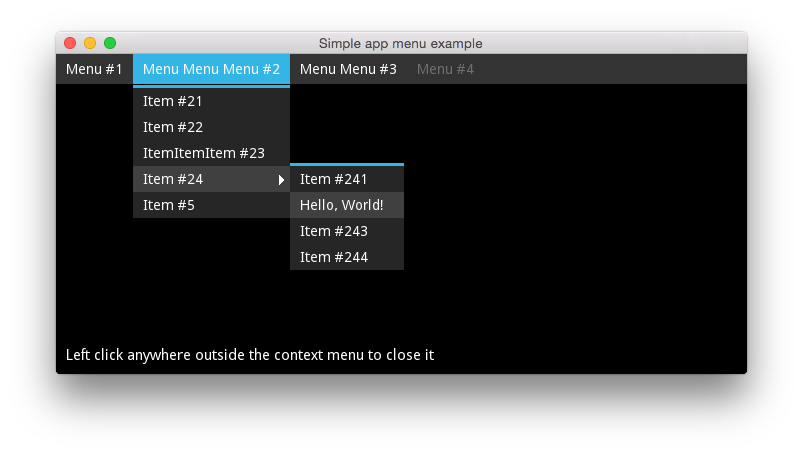 Simple app menu example
Menu #1 Menu Menu Menu #2 Menu Menu #3 Menu #4
Item #21
Item #22
ItemItemItem #23
Item #24
Item #5
Item #241
Hello, World!
Item #243
Item #244
Left click anywhere outside the context menu to close it